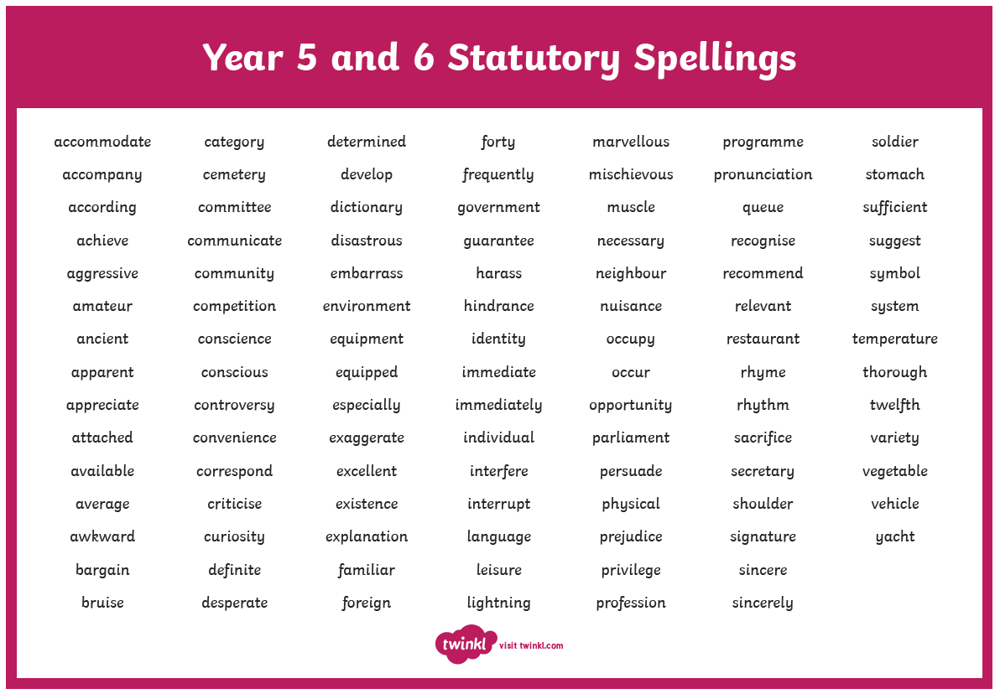 Year 5 and 6 Statutory Spellings
accommodate category determined forty marvellous programme soldier
accompany cemetery develop frequently mischievous pronunciation stomach
according committee dictionary government muscle queue sufficient
achieve communicate disastrous guarantee necessary recognise suggest
aggressive community embarrass harass neighbour recommend symbol
amateur competition environment hindrance nuisance relevant system
ancient conscience equipment identity occupy restaurant temperature
apparent conscious equipped immediate occur rhyme thorough
appreciate controversy especially immediately opportunity rhythm twelfth
attached convenience exaggerate individual parliament sacrifice variety
available correspond excellent interfere persuade secretary vegetable
average criticise existence interrupt physical shoulder vehicle
awkward curiosity explanation language prejudice signature yacht
bargain definite familiar leisure privilege sincere
bruise desperate foreign lightning profession sincerely
twinkl visit twinkl.com